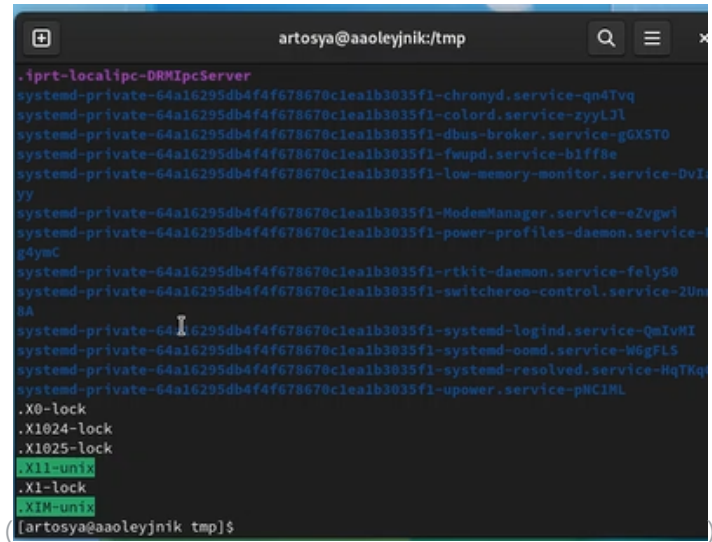 artosya@aaoleyjnik:/tmp
.iprt-localipc-DRMIpcServer
systemd-private-64a16295db4f4f678670c1ea1b3035f1-chronyd.service-qn4Tvq
systemd-private-64a16295db4f4f678670c1ea1b3035f1-colord.service-zyyLJl
systemd-private-64a16295db4f4f678670c1ea1b3035f1-dbus-broker.service-gGXSTO
systemd-private-64a16295db4f4f678670c1ea1b3035f1-fwupd.service-b1ff8e
systemd-private-64a16295db4f4f678670c1ea1b3035f1-low-memory-monitor.service-DvI
yy
systemd-private-64a16295db4f4f678670c1ea1b3035f1-ModemManager.service-eZvgwi
systemd-private-64a16295db4f4f678670c1ea1b3035f1-power-profiles-daemon.service-
g4ymC
systemd-private-64a16295db4f4f678670c1ea1b3035f1-rtkit-daemon.service-felyS0
systemd-private-64a16295db4f4f678670c1ea1b3035f1-switcheroo-control.service-2Un
8A
systemd-private-64a16295db4f4f678670c1ea1b3035f1-systemd-logind.service-QmIvMI
systemd-private-64a16295db4f4f678670c1ea1b3035f1-systemd-oomd.service-W6gFLS
systemd-private-64a16295db4f4f678670c1ea1b3035f1-systemd-resolved.service-HqTKq
systemd-private-64a16295db4f4f678670c1ea1b3035f1-upower.service-pNC1ML
.X0-lock
.X1024-lock
.X1025-lock
.X11-unix
.X1-lock
.XIM-unix
([artosya@aaoleyjnik tmp]$ )